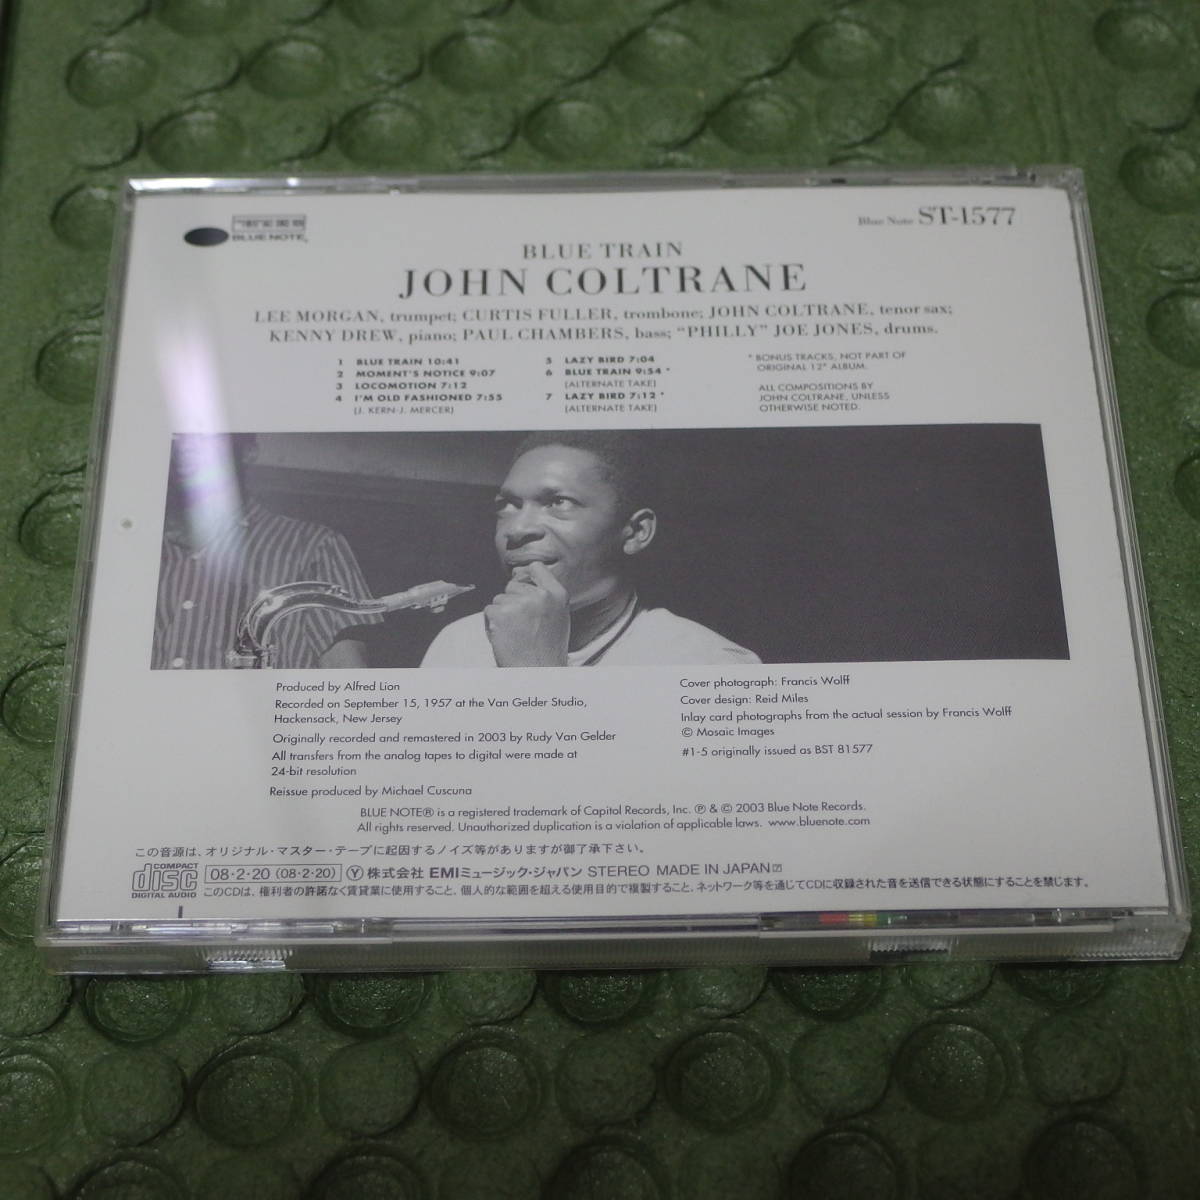 BLUE NOTE®
Blue Note ST-1577
BLUE TRAIN
JOHN COLTRANE
LEE MORGAN, trumpet; CURTIS FULLER, trombone; JOHN COLTRANE, tenor sax;
KENNY DREW, piano; PAUL CHAMBERS, bass; “PHILLY” JOE JONES, drums.
1 BLUE TRAIN 10:41
2 MOMENT'S NOTICE 9:07
3 LOCOMOTION 7:12
4 I'M OLD FASHIONED 7:55
(J. KERN-J. MERCER)
5 LAZY BIRD 7:04
6 BLUE TRAIN 9:54 *
(ALTERNATE TAKE)
7 LAZY BIRD 7:12 *
(ALTERNATE TAKE)
* BONUS TRACKS, NOT PART OF
ORIGINAL 12" ALBUM.
ALL COMPOSITIONS BY
JOHN COLTRANE, UNLESS
OTHERWISE NOTED.
Produced by Alfred Lion
Recorded on September 15, 1957 at the Van Gelder Studio,
Hackensack, New Jersey
Originally recorded and remastered in 2003 by Rudy Van Gelder
All transfers from the analog tapes to digital were made at
24-bit resolution
Reissue produced by Michael Cuscuna
Cover photograph: Francis Wolff
Cover design: Reid Miles
Inlay card photographs from the actual session by Francis Wolff
© Mosaic Images
#1-5 originally issued as BST 81577
BLUE NOTE® is a registered trademark of Capitol Records, Inc. ℗ & © 2003 Blue Note Records.
All rights reserved. Unauthorized duplication is a violation of applicable laws. www.bluenote.com
この音源は、オリジナル・マスター・テープに起因するノイズ等がありますが御了承下さい。
COMPACT
disc
DIGITAL AUDIO
08・2・20 (08・2・20) Ⓨ 株式会社 EMIミュージック・ジャパン STEREO MADE IN JAPAN
このCDは、権利者の許諾なく賃貸業に使用すること、個人的な範囲を超える使用目的で複製すること、ネットワーク等を通じてCDに収録された音を送信できる状態にすることを禁じます。